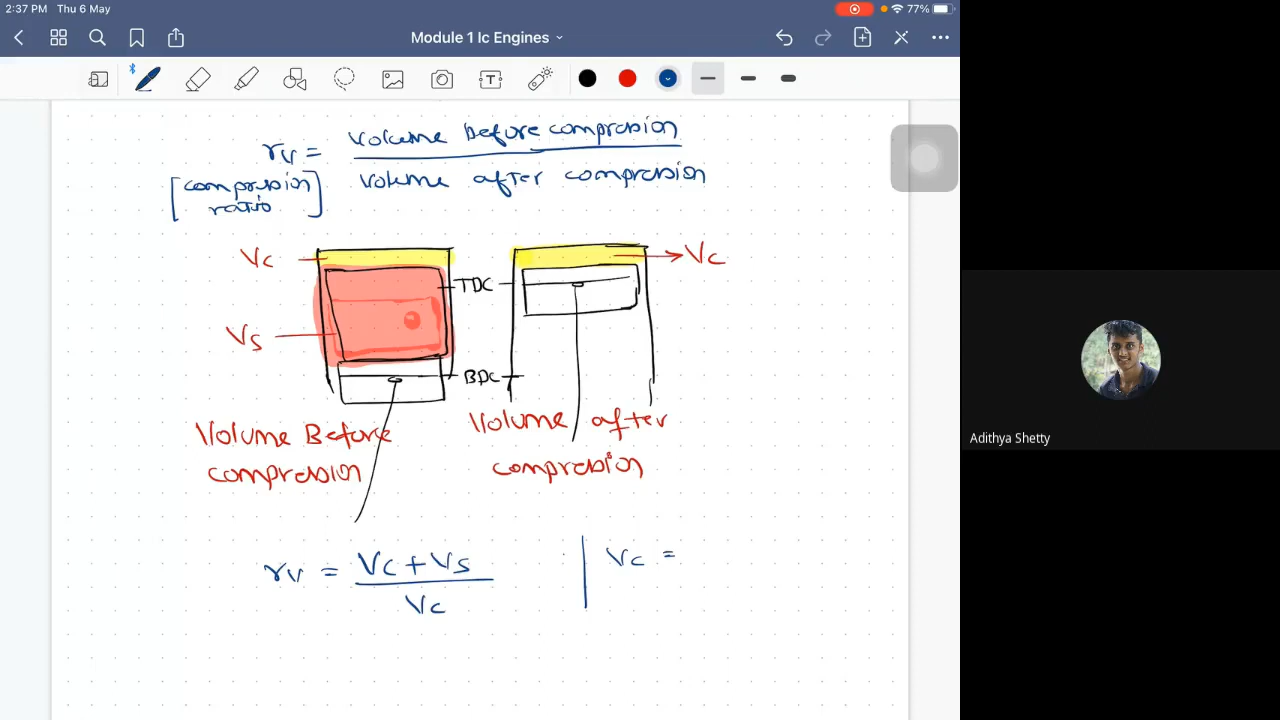 2:37 PM Thu 6 May
77%
Module 1 Ic Engines
rv = Volume Before compression
[compression ratio]
Volume after compression
Vc
Vc
TDC
Vs
BDC
Volume Before
compression
Volume after
compression
rv = Vc + Vs
Vc
Vc =
Adithya Shetty